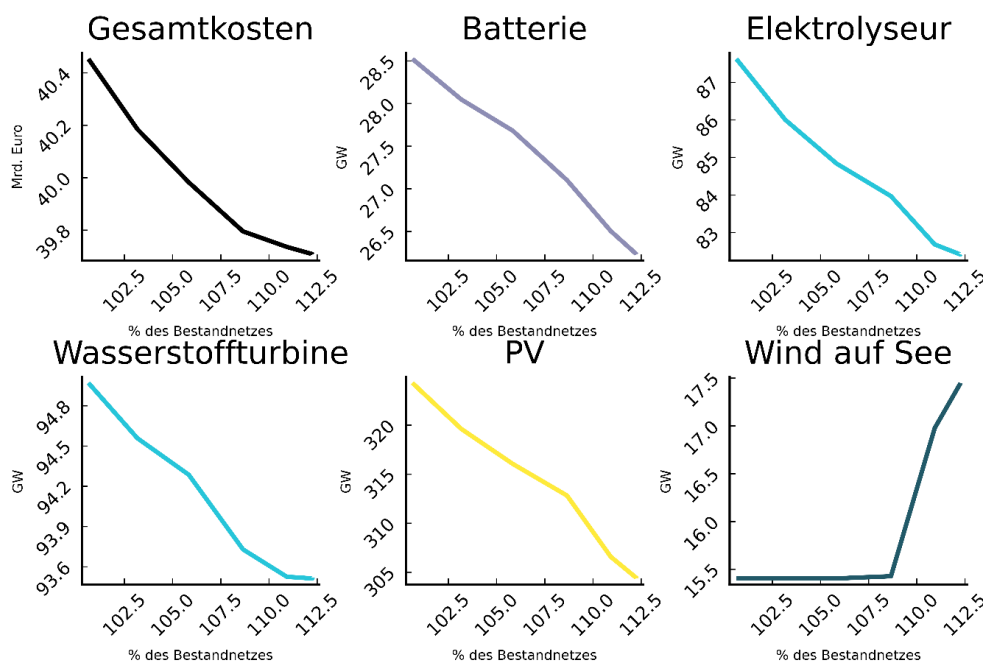 Gesamtkosten
Mrd. Euro
40.4
40.2
40.0
39.8
102.5 105.0 107.5 110.0 112.5
% des Bestandnetzes
Batterie
GW
28.5
28.0
27.5
27.0
26.5
102.5 105.0 107.5 110.0 112.5
% des Bestandnetzes
Elektrolyseur
GW
87
86
85
84
83
102.5 105.0 107.5 110.0 112.5
% des Bestandnetzes
Wasserstoffturbine
GW
94.8
94.5
94.2
93.9
93.6
102.5 105.0 107.5 110.0 112.5
% des Bestandnetzes
PV
GW
320
315
310
305
102.5 105.0 107.5 110.0 112.5
% des Bestandnetzes
Wind auf See
GW
17.5
17.0
16.5
16.0
15.5
102.5 105.0 107.5 110.0 112.5
% des Bestandnetzes